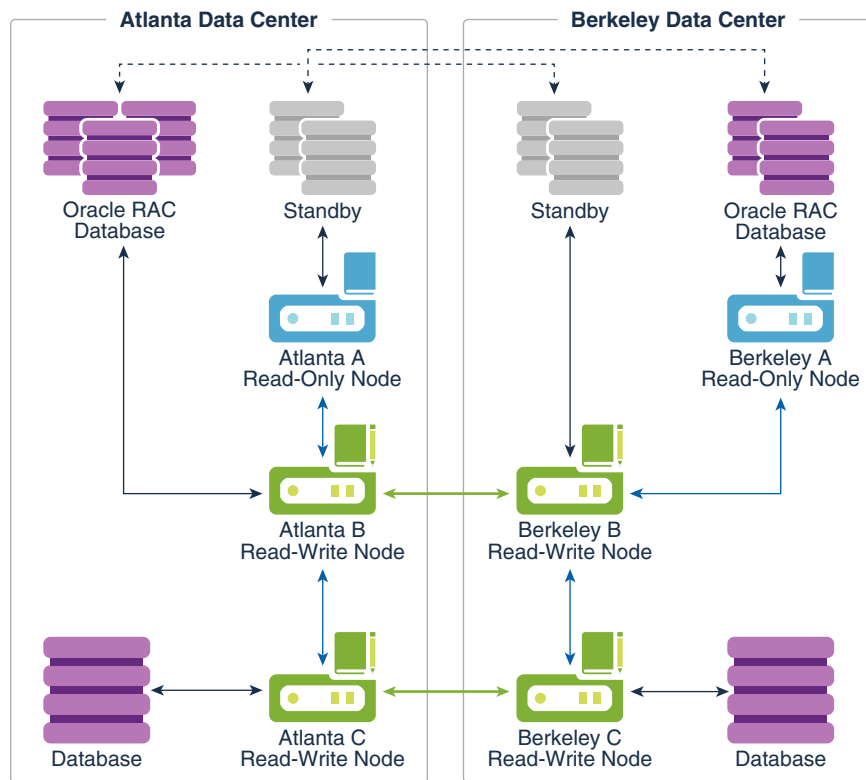 Atlanta Data Center
Berkeley Data Center
Oracle RAC
Database
Standby
Standby
Oracle RAC
Database
Atlanta A
Read-Only Node
Berkeley A
Read-Only Node
Atlanta B
Read-Write Node
Berkeley B
Read-Write Node
Database
Atlanta C
Read-Write Node
Berkeley C
Read-Write Node
Database